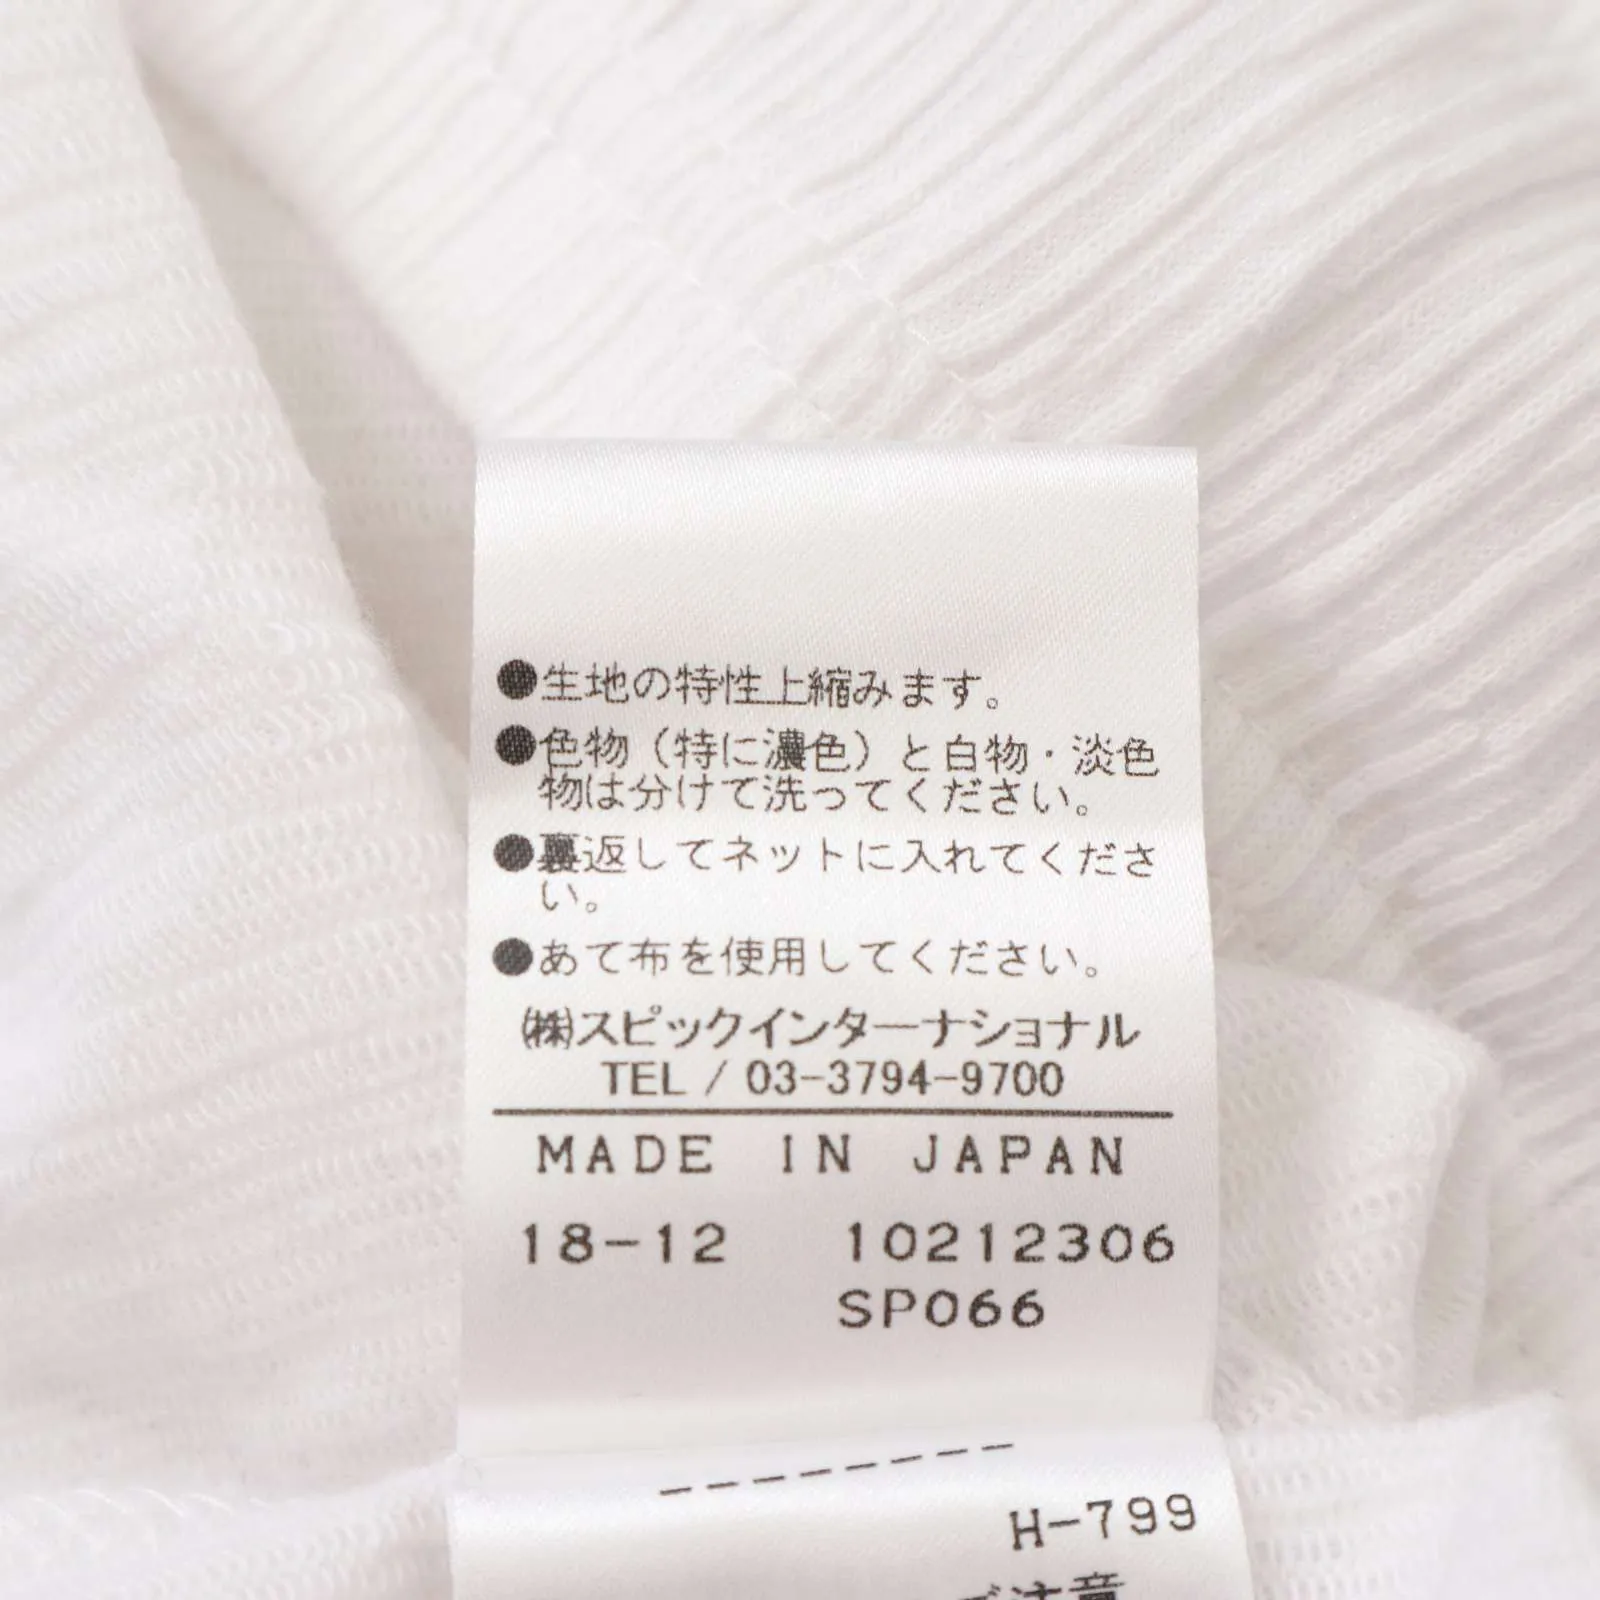 ●生地の特性上縮みます。
●色物（特に濃色）と白物・淡色
物は分けて洗ってください。
●裏返してネットに入れてくださ
い。
●あて布を使用してください。
㈱スピックインターナショナル
TEL / 03-3794-9700
MADE IN JAPAN
18-12 10212306
SP066
H-799
ご注意